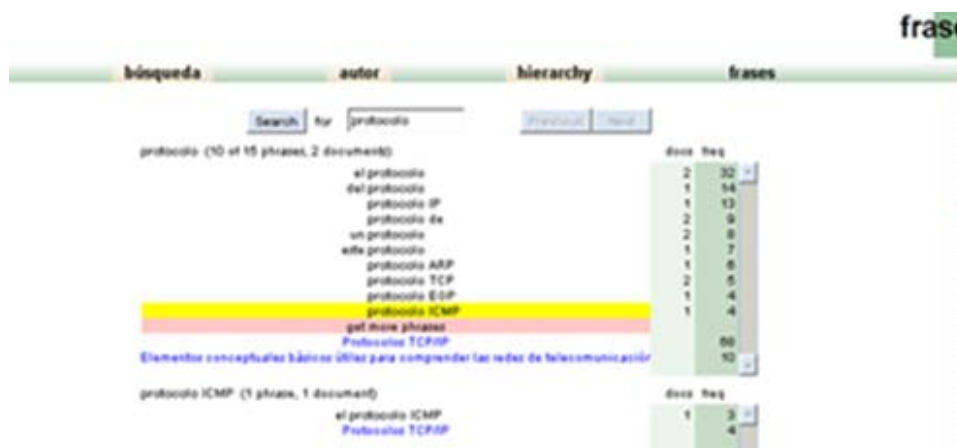 frase
búsqueda autor hierarchy frases
Search for protocolo Previous Next
protocolo (10 of 15 phrases, 2 documents) docs freq
el protocolo 2 32
del protocolo 1 14
protocolo IP 1 13
protocolo de 2 9
un protocolo 2 8
este protocolo 1 7
protocolo ARP 1 6
protocolo TCP 2 5
protocolo EGP 1 4
protocolo ICMP 1 4
get more phrases
Protocolos TCP/IP 68
Elementos conceptuales básicos útiles para comprender las redes de telecomunicación 10
protocolo ICMP (1 phrase, 1 document) docs freq
el protocolo ICMP 1 3
Protocolos TCP/IP 4